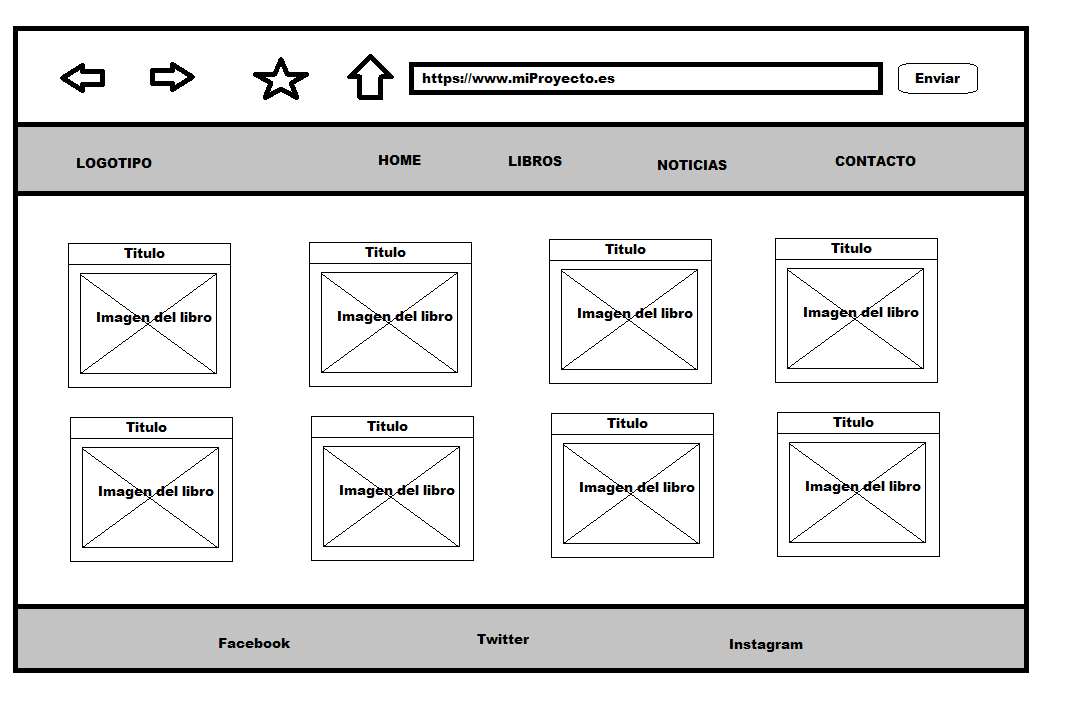 https://www.miProyecto.es
Enviar
LOGOTIPO
HOME
LIBROS
NOTICIAS
CONTACTO
Titulo
Imagen del libro
Titulo
Imagen del libro
Titulo
Imagen del libro
Titulo
Imagen del libro
Titulo
Imagen del libro
Titulo
Imagen del libro
Titulo
Imagen del libro
Titulo
Imagen del libro
Facebook
Twitter
Instagram